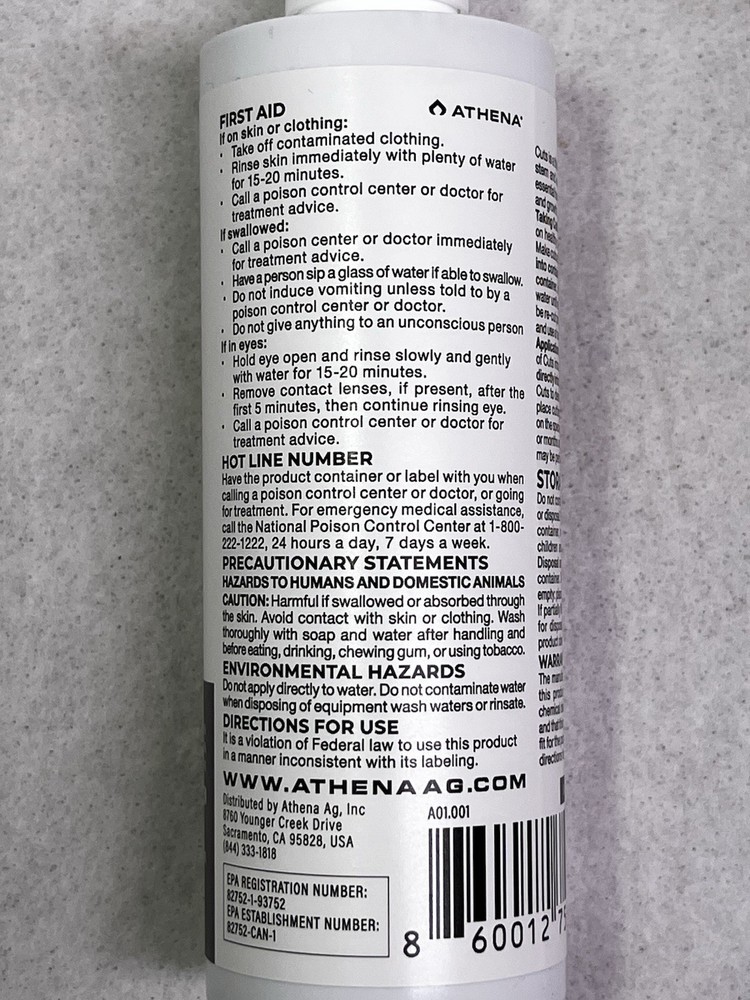 FIRST AID
ATHENA
If on skin or clothing:
· Take off contaminated clothing.
· Rinse skin immediately with plenty of water
for 15-20 minutes.
· Call a poison control center or doctor for
treatment advice.
If swallowed:
· Call a poison center or doctor immediately
for treatment advice.
· Have a person sip a glass of water if able to swallow.
· Do not induce vomiting unless told to by a
poison control center or doctor.
· Do not give anything to an unconscious person
If in eyes:
· Hold eye open and rinse slowly and gently
with water for 15-20 minutes.
· Remove contact lenses, if present, after the
first 5 minutes, then continue rinsing eye.
· Call a poison control center or doctor for
treatment advice.
HOT LINE NUMBER
Have the product container or label with you when
calling a poison control center or doctor, or going
for treatment. For emergency medical assistance,
call the National Poison Control Center at 1-800-
222-1222, 24 hours a day, 7 days a week.
PRECAUTIONARY STATEMENTS
HAZARDS TO HUMANS AND DOMESTIC ANIMALS
CAUTION: Harmful if swallowed or absorbed through
the skin. Avoid contact with skin or clothing. Wash
thoroughly with soap and water after handling and
before eating, drinking, chewing gum, or using tobacco.
ENVIRONMENTAL HAZARDS
Do not apply directly to water. Do not contaminate water
when disposing of equipment wash waters or rinsate.
DIRECTIONS FOR USE
It is a violation of Federal law to use this product
in a manner inconsistent with its labeling.
WWW.ATHENAAG.COM
Distributed by Athena Ag, Inc
8760 Younger Creek Drive
Sacramento, CA 95828, USA
(844) 333-1818
EPA REGISTRATION NUMBER:
82752-1-93752
EPA ESTABLISHMENT NUMBER:
82752-CAN-1
A01.001
8 60012